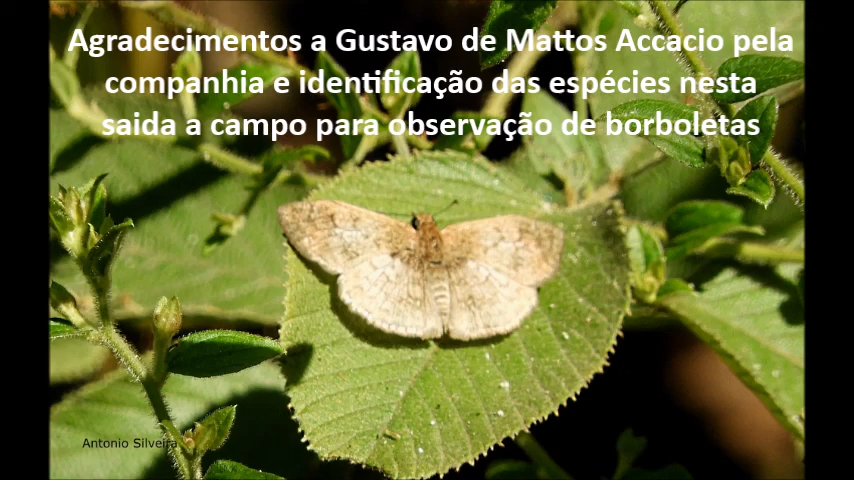 Agradecimentos a Gustavo de Mattos Accacio pela
companhia e identificação das espécies nesta
saida a campo para observação de borboletas
Antonio Silveira